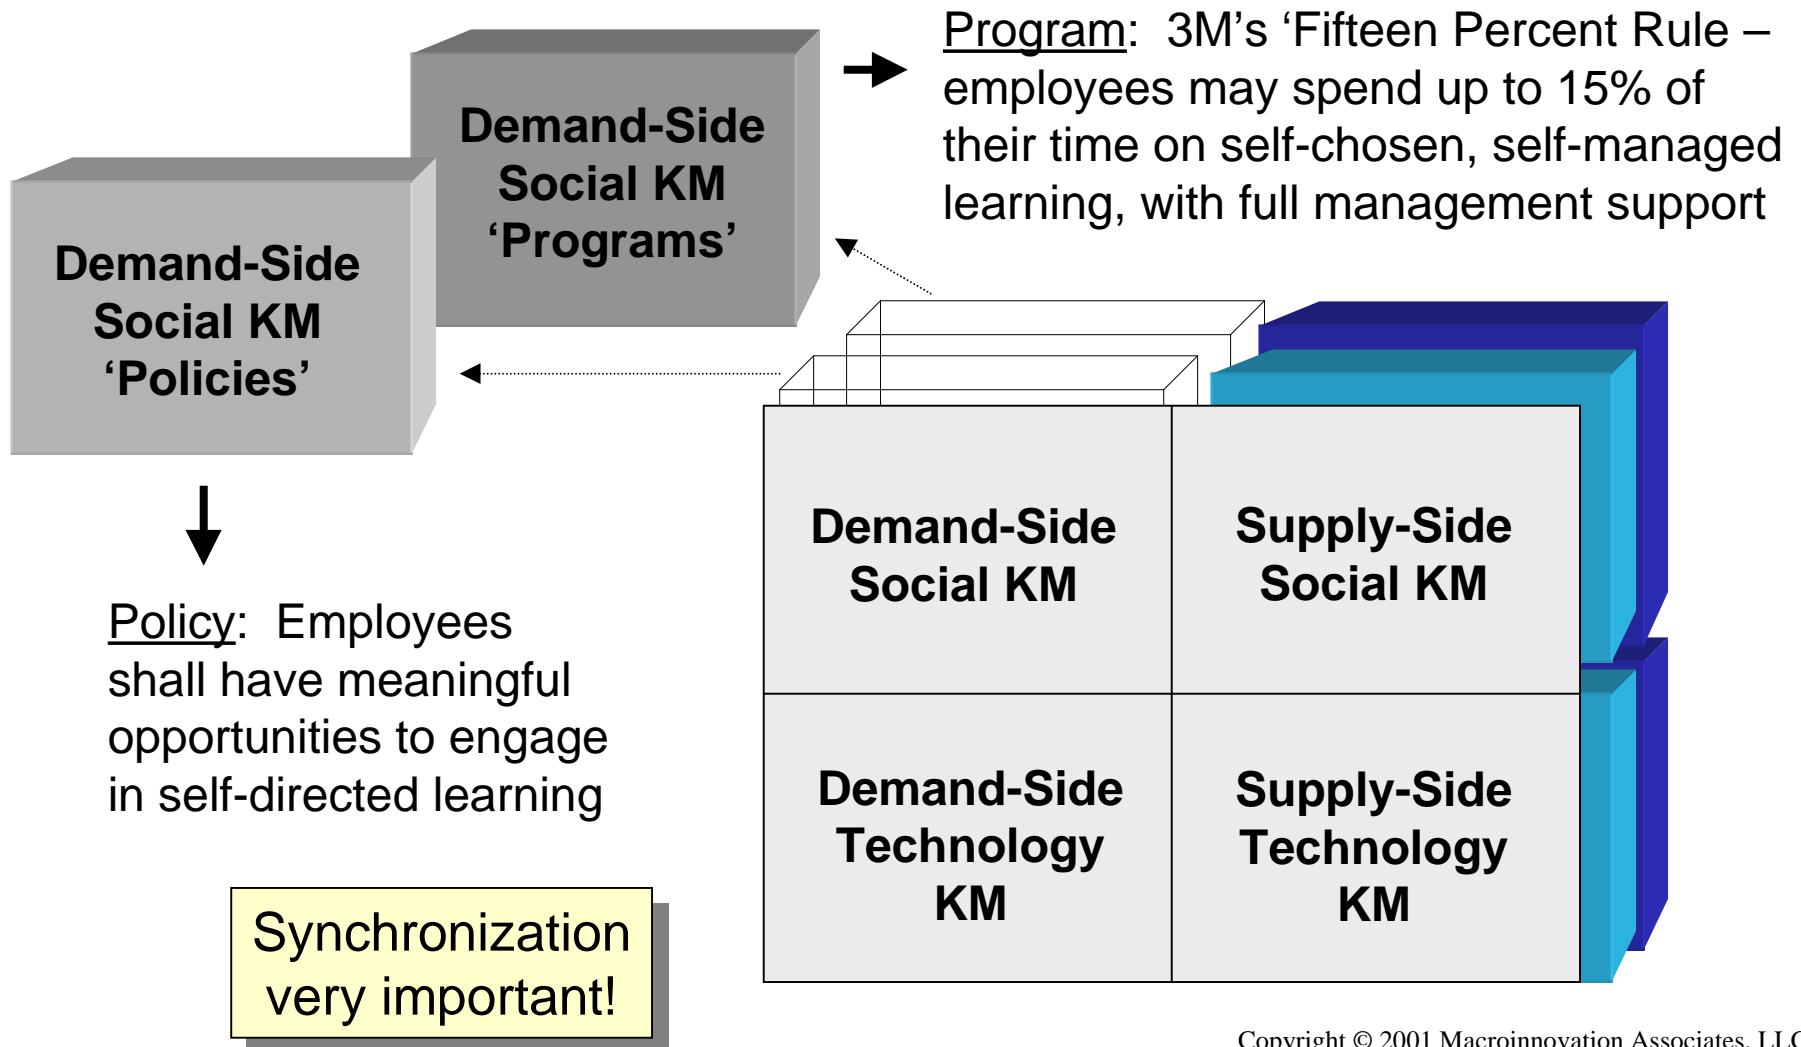 Program:  3M’s ‘Fifteen Percent Rule –
employees may spend up to 15% of
their time on self-chosen, self-managed
learning, with full management support
Demand-Side
Social KM
‘Programs’
Demand-Side
Social KM
‘Policies’
Policy:  Employees
shall have meaningful
opportunities to engage
in self-directed learning
Demand-Side
Social KM
Supply-Side
Social KM
Demand-Side
Technology
KM
Supply-Side
Technology
KM
Synchronization
very important!
Copyright © 2001 Macroinnovation Associates, LLC